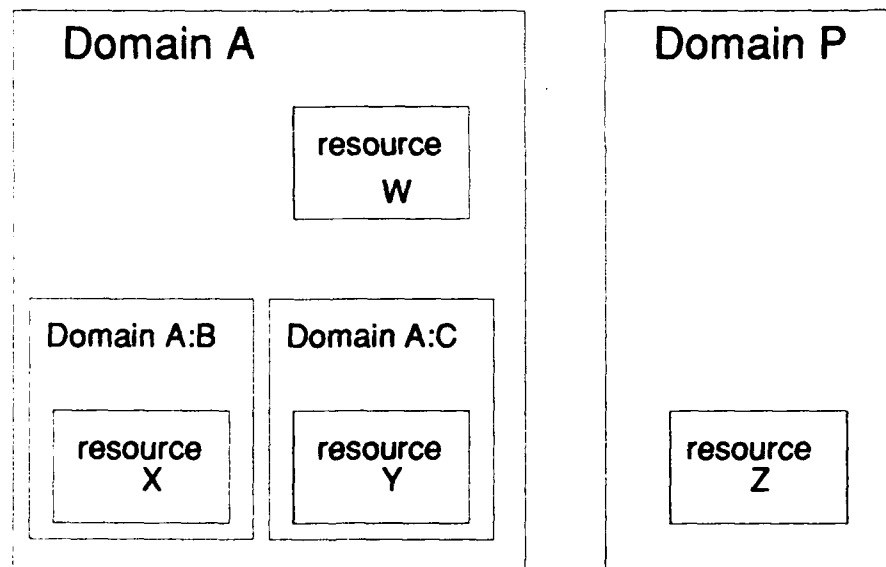 Domain A
resource
W
Domain A:B
resource
X
Domain A:C
resource
Y
Domain P
resource
Z